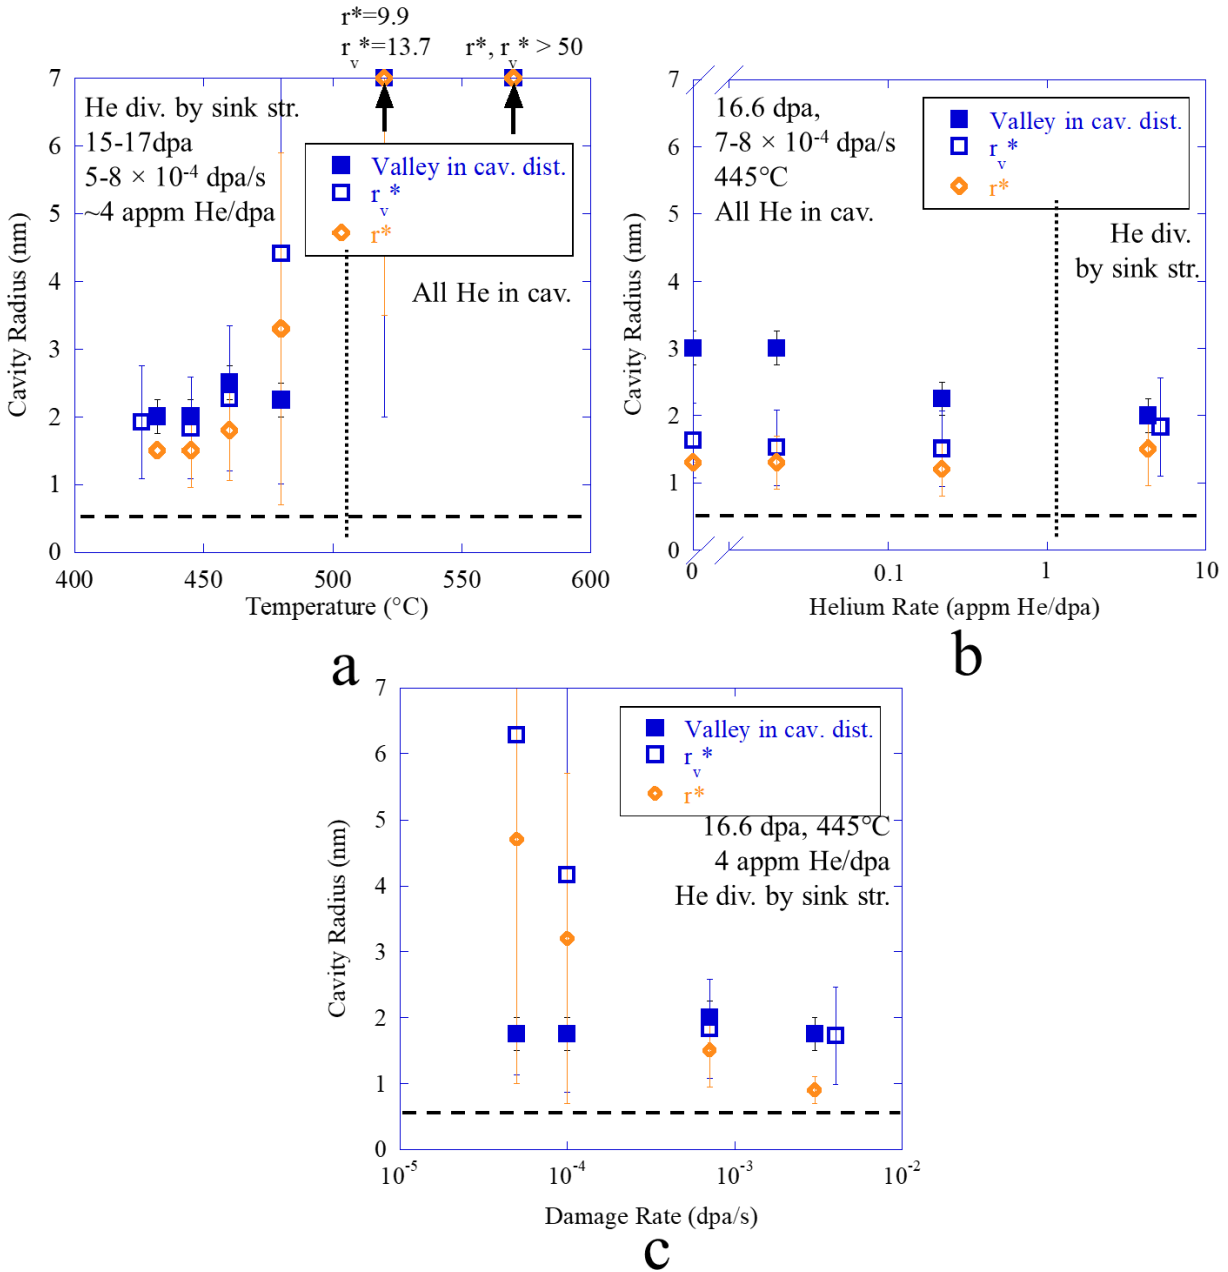 r*=9.9
r_v*=13.7
r*, r_v* > 50
7
6
5
4
3
2
1
0
Cavity Radius (nm)
He div. by sink str.
15-17dpa
5-8 × 10⁻⁴ dpa/s
~4 appm He/dpa
Valley in cav. dist.
r_v*
r*
All He in cav.
400
450
500
550
600
Temperature (°C)
a
7
6
5
4
3
2
1
0
Cavity Radius (nm)
16.6 dpa,
7-8 × 10⁻⁴ dpa/s
445°C
All He in cav.
Valley in cav. dist.
r_v*
r*
He div.
by sink str.
0
0.1
1
10
Helium Rate (appm He/dpa)
b
7
6
5
4
3
2
1
0
Cavity Radius (nm)
Valley in cav. dist.
r_v*
r*
16.6 dpa, 445°C
4 appm He/dpa
He div. by sink str.
10⁻⁵
10⁻⁴
10⁻³
10⁻²
Damage Rate (dpa/s)
c